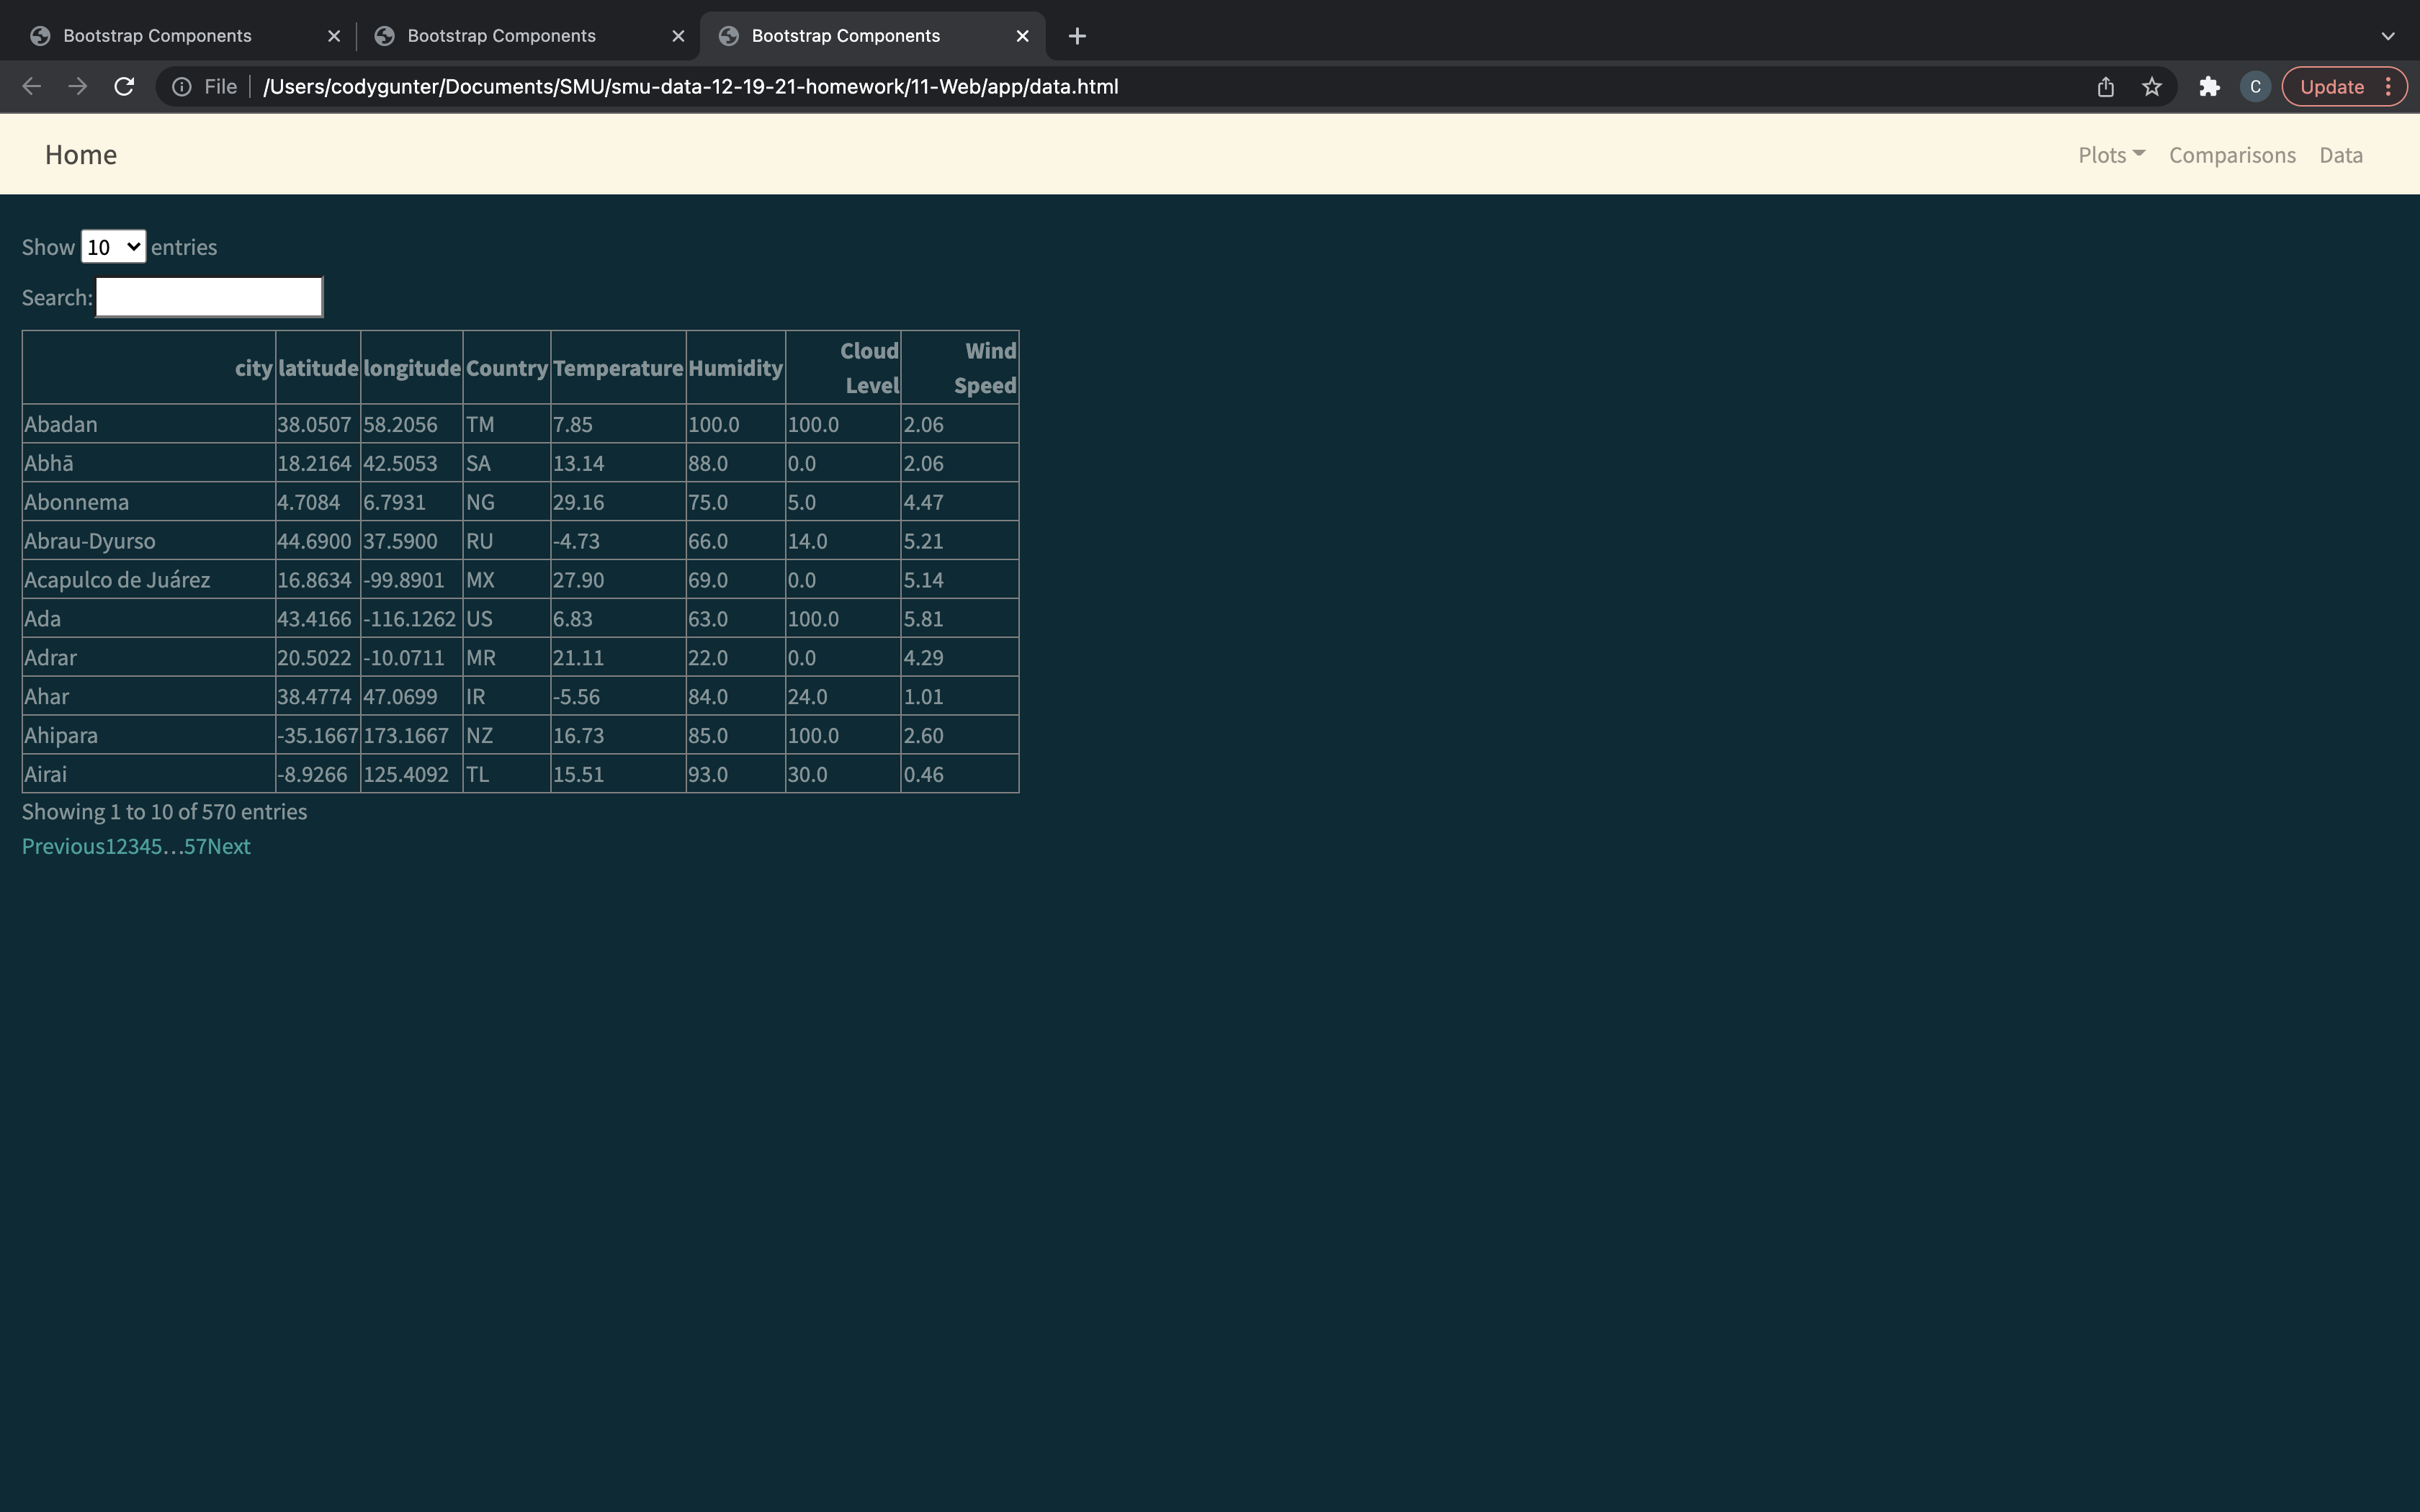 Bootstrap Components Bootstrap Components Bootstrap Components
File /Users/codygunter/Documents/SMU/smu-data-12-19-21-homework/11-Web/app/data.html C Update
Home Plots Comparisons Data
Show 10 entries
Search:
city latitude longitude Country Temperature Humidity Cloud Level Wind Speed
Abadan 38.0507 58.2056 TM 7.85 100.0 100.0 2.06
Abhā 18.2164 42.5053 SA 13.14 88.0 0.0 2.06
Abonnema 4.7084 6.7931 NG 29.16 75.0 5.0 4.47
Abrau-Dyurso 44.6900 37.5900 RU -4.73 66.0 14.0 5.21
Acapulco de Juárez 16.8634 -99.8901 MX 27.90 69.0 0.0 5.14
Ada 43.4166 -116.1262 US 6.83 63.0 100.0 5.81
Adrar 20.5022 -10.0711 MR 21.11 22.0 0.0 4.29
Ahar 38.4774 47.0699 IR -5.56 84.0 24.0 1.01
Ahipara -35.1667 173.1667 NZ 16.73 85.0 100.0 2.60
Airai -8.9266 125.4092 TL 15.51 93.0 30.0 0.46
Showing 1 to 10 of 570 entries
Previous12345…57Next